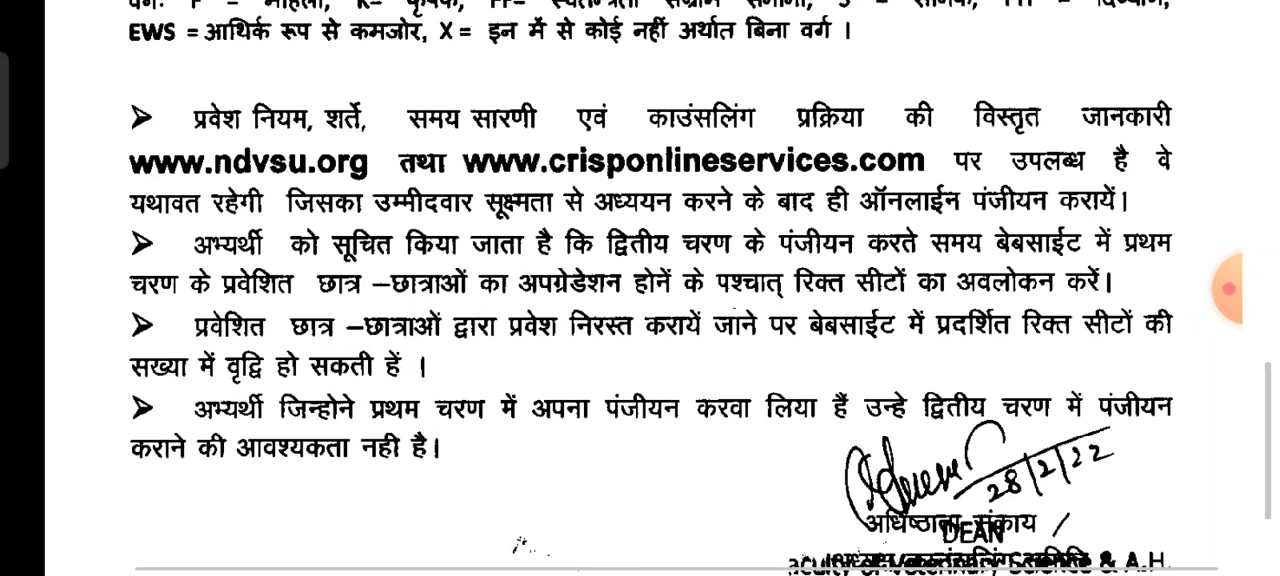 EWS = आर्थिक रूप से कमजोर, X = इन में से कोई नहीं अर्थात बिना वर्ग ।
➢ प्रवेश नियम, शर्ते, समय सारणी एवं काउंसलिंग प्रक्रिया की विस्तृत जानकारी
www.ndvsu.org तथा www.crisponlineservices.com पर उपलब्ध है वे
यथावत रहेगी जिसका उम्मीदवार सूक्ष्मता से अध्ययन करने के बाद ही ऑनलाईन पंजीयन करायें।
➢ अभ्यर्थी को सूचित किया जाता है कि द्वितीय चरण के पंजीयन करते समय बेबसाईट में प्रथम
चरण के प्रवेशित छात्र –छात्राओं का अपग्रेडेशन होनें के पश्चात् रिक्त सीटों का अवलोकन करें।
➢ प्रवेशित छात्र –छात्राओं द्वारा प्रवेश निरस्त करायें जाने पर बेबसाईट में प्रदर्शित रिक्त सीटों की
सख्या में वृद्वि हो सकती हें ।
➢ अभ्यर्थी जिन्होने प्रथम चरण में अपना पंजीयन करवा लिया हैं उन्हे द्वितीय चरण में पंजीयन
कराने की आवश्यकता नही है।
28/2/22
अधिष्ठाता संकाय
DEAN
Science & A.H.